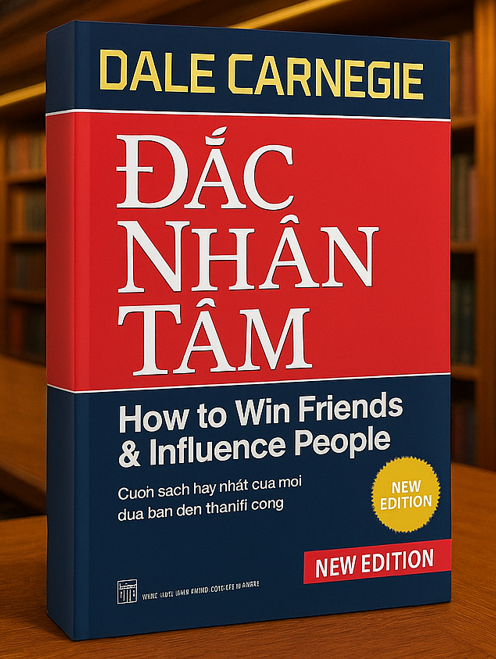 DALE CARNEGIE
ĐẮC
NHÂN
TÂM
How to Win Friends
& Influence People
Cuơh sach hay nhát cua moi
dua ban den thanifi cong
NEW
EDITION
NEW EDITION